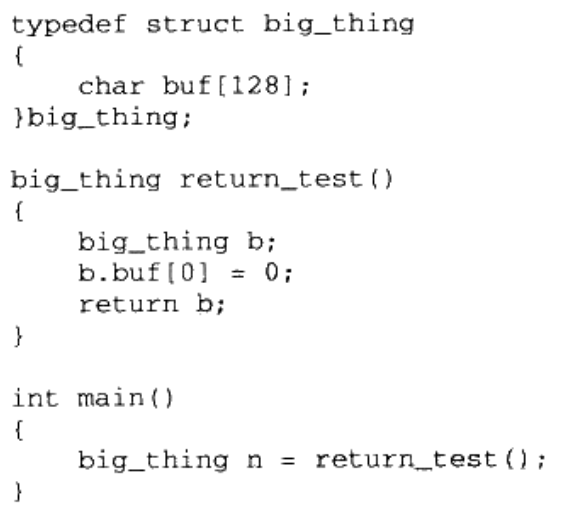 typedef struct big_thing
{
    char buf[128];
}big_thing;

big_thing return_test()
{
    big_thing b;
    b.buf[0] = 0;
    return b;
}

int main()
{
    big_thing n = return_test();
}